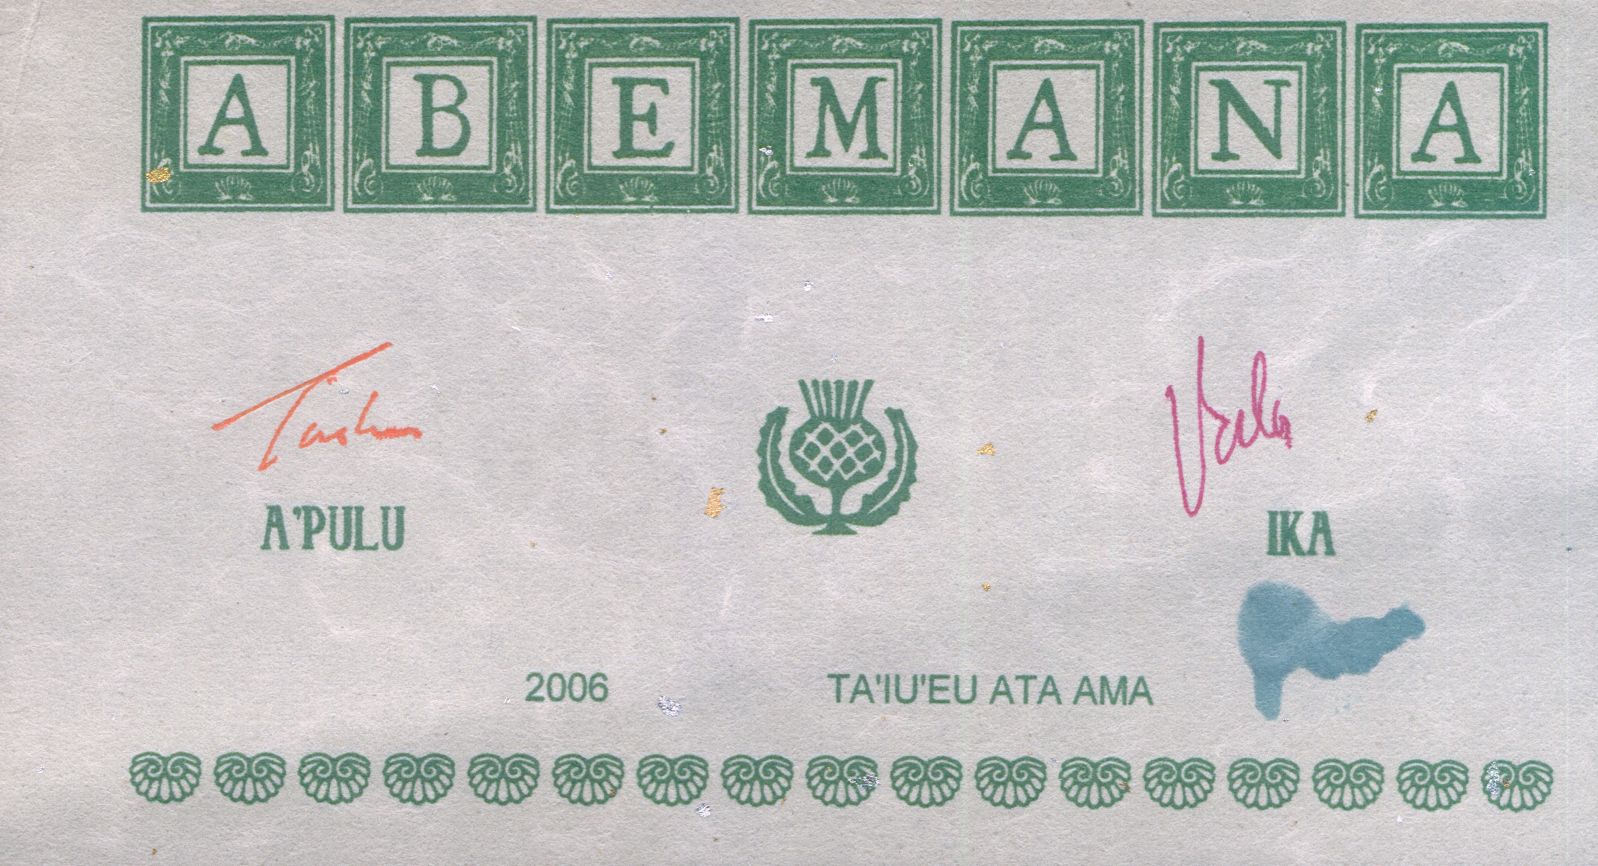 ABEMANA
A'PULU
IKA
2006
TA'IU'EU ATA AMA